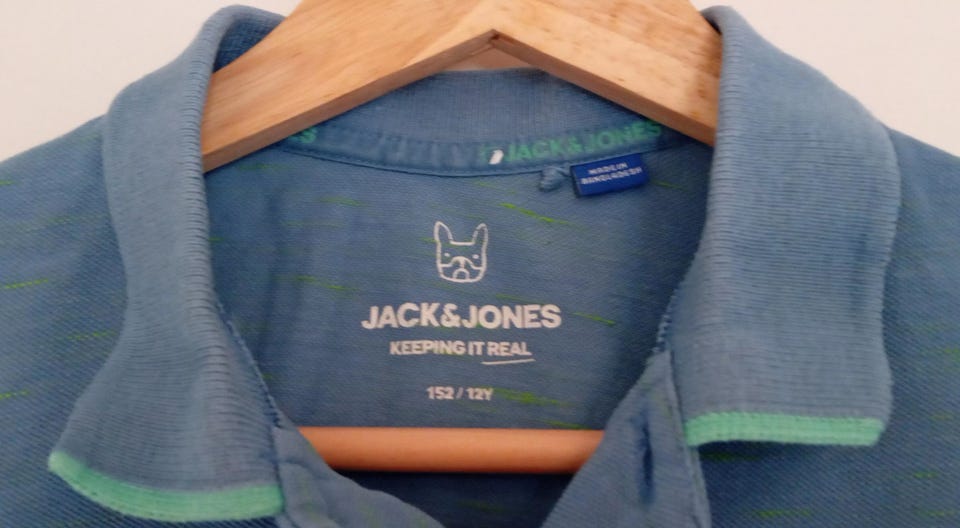 JACK&JONES
MADE IN
BANGLADESH
JACK&JONES
KEEPING IT REAL
152 / 12Y